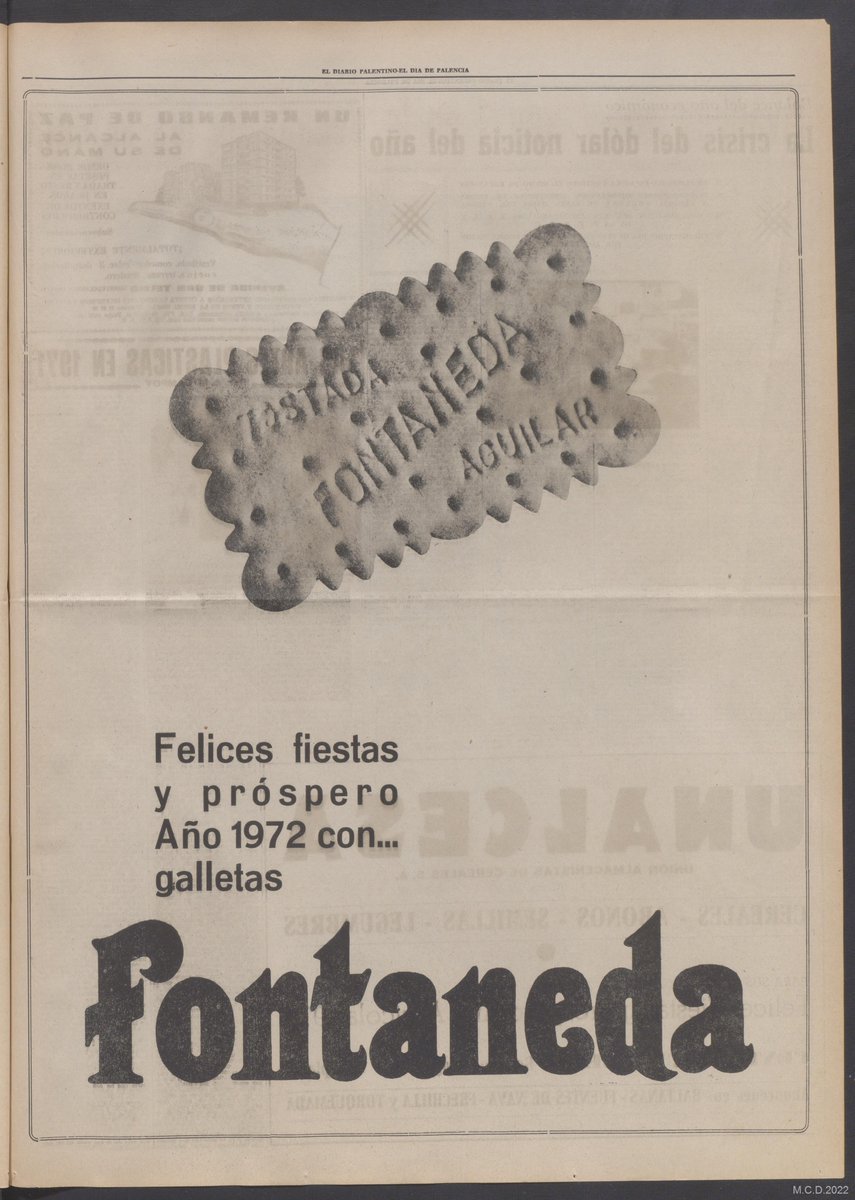 EL DIARIO PALENTINO-EL DIA DE PALENCIA
TOSTADA
FONTANEDA
AGUILAR
Felices fiestas
y próspero
Año 1972 con...
galletas
Fontaneda
M.C.D.2022